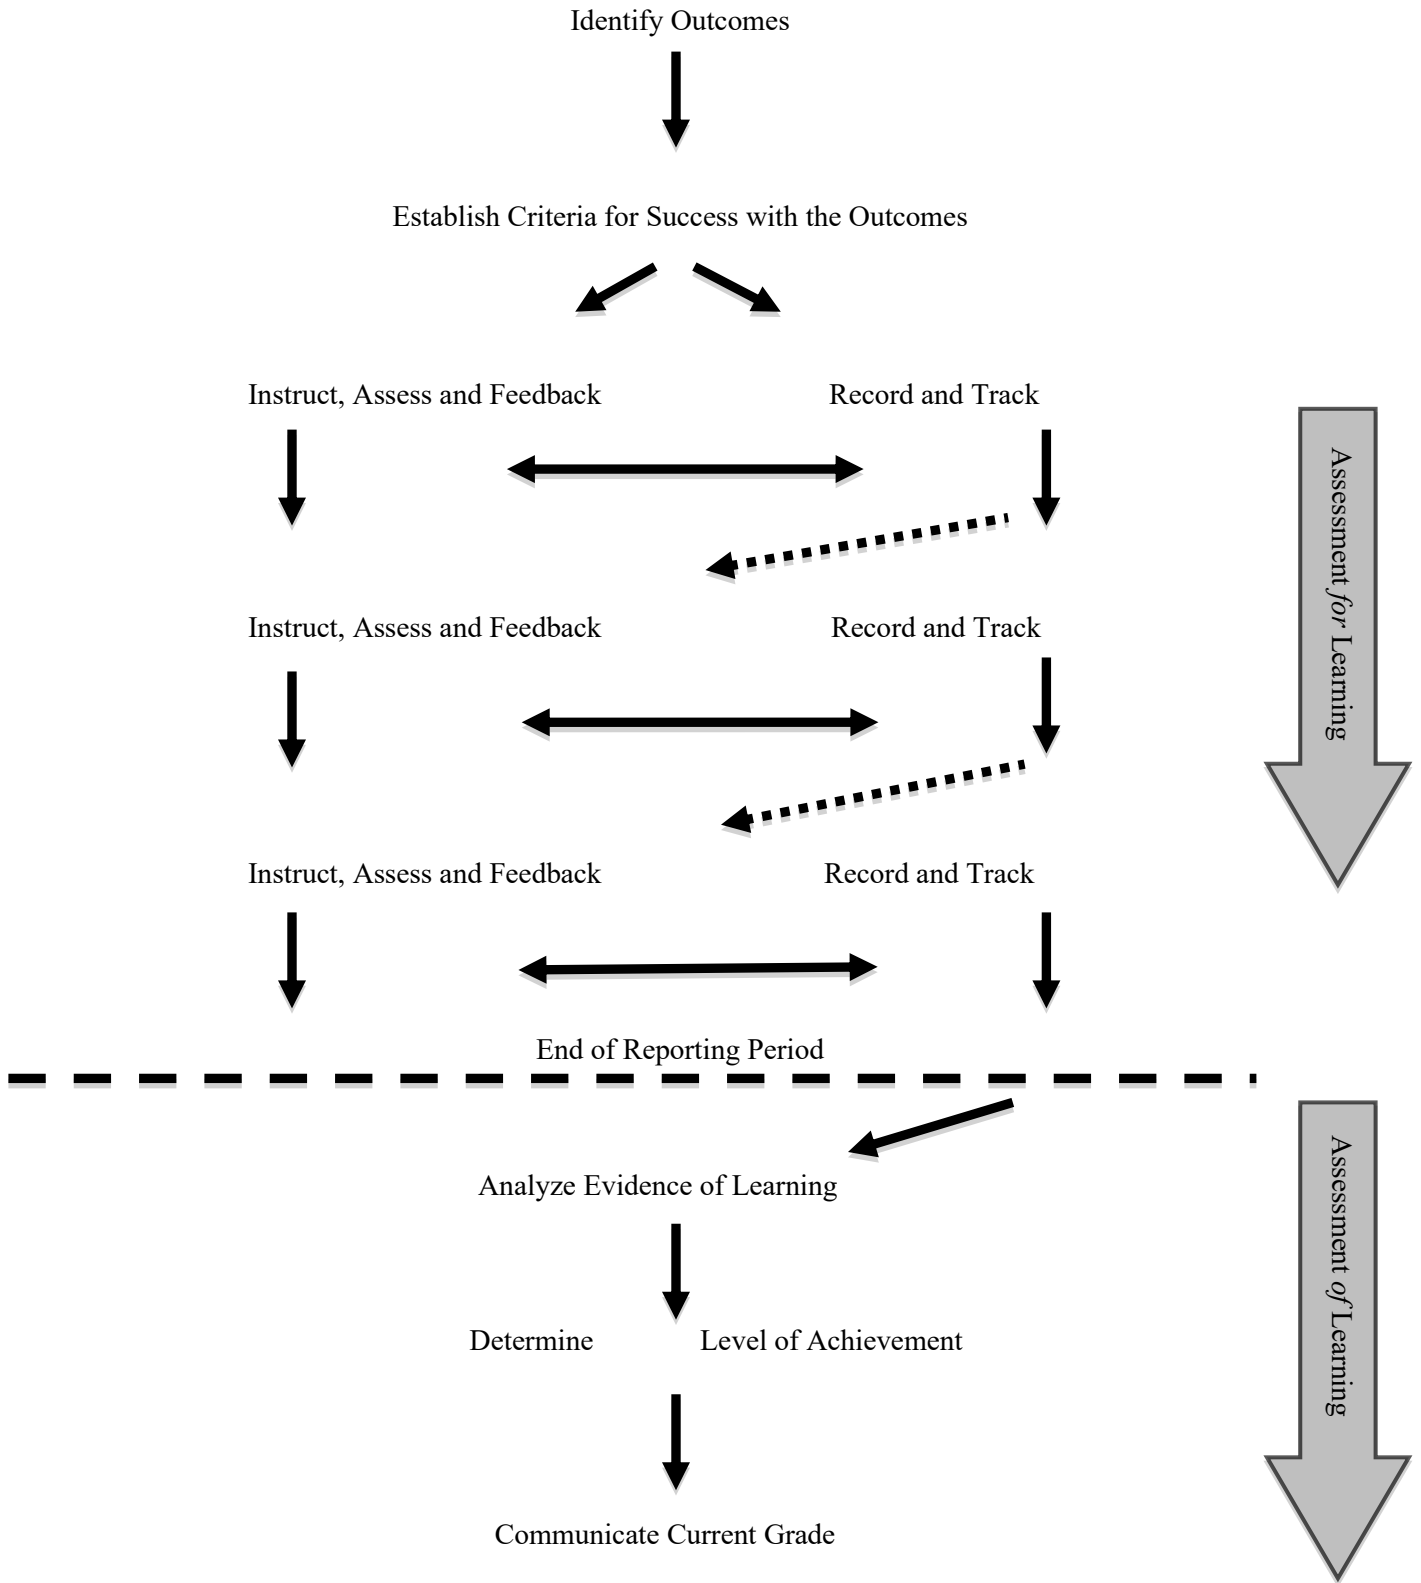 Identify Outcomes
Establish Criteria for Success with the Outcomes
Instruct, Assess and Feedback
Record and Track
Instruct, Assess and Feedback
Record and Track
Assessment for Learning
Instruct, Assess and Feedback
Record and Track
End of Reporting Period
Analyze Evidence of Learning
Assessment of Learning
Determine Level of Achievement
Communicate Current Grade